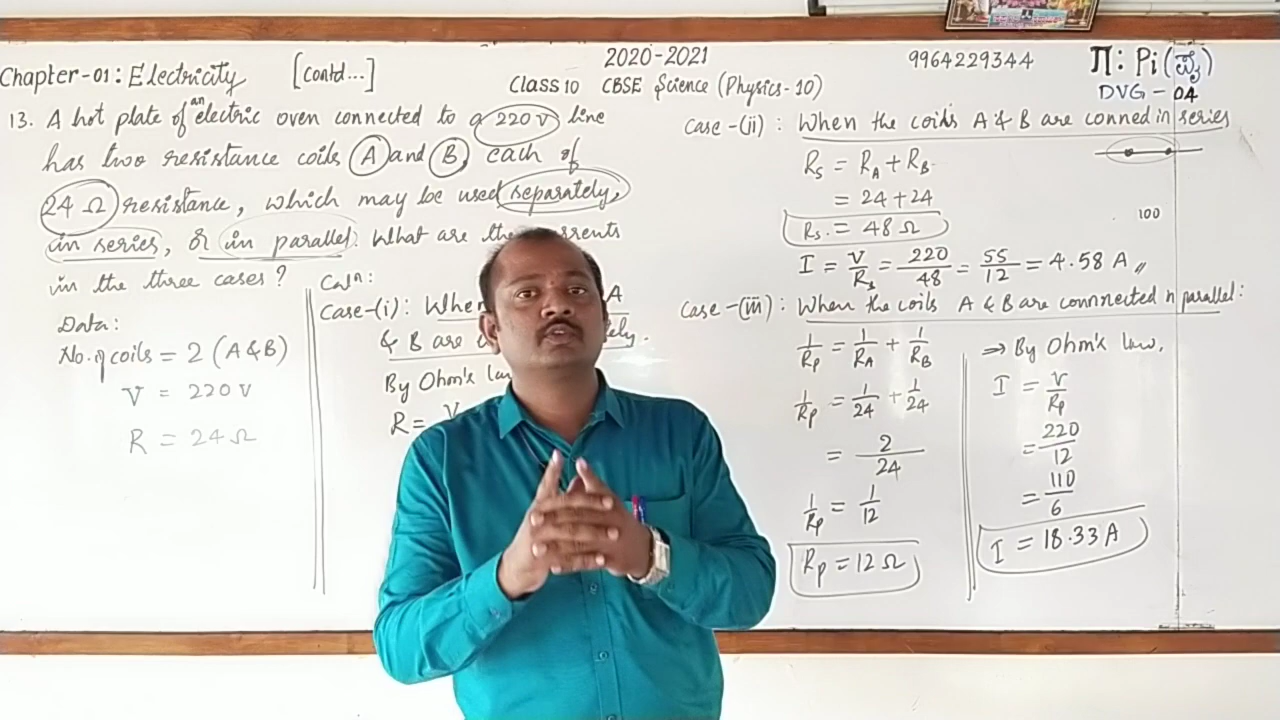 2020-2021
9964229344
Π: Pi (ಪೈ)
Chapter-01: Electricity [Contd...]
Class 10 CBSE Science (Physics-10)
DVG - 04
13. A hot plate of an electric oven connected to a 220 V line
has two resistance coils A and B, each of
24 Ω resistance, which may be used separately,
in series, or in parallel. What are the currents
in the three cases?
Data:
No. of coils = 2 (A & B)
V = 220 V
R = 24 Ω
Caln:
Case-(i): When A
& B are
By Ohm's law
R = V
Case-(ii): When the coils A & B are conned in series
Rs = RA + RB
= 24 + 24
Rs. = 48 Ω
100
I = V/Rs = 220/48 = 55/12 = 4.58 A //
Case-(iii): When the coils A & B are connnected n parallel:
1/Rp = 1/RA + 1/RB
1/Rp = 1/24 + 1/24
= 2/24
1/Rp = 1/12
Rp = 12 Ω
⇒ By Ohm's law,
I = V/Rp
= 220/12
= 110/6
I = 18.33 A